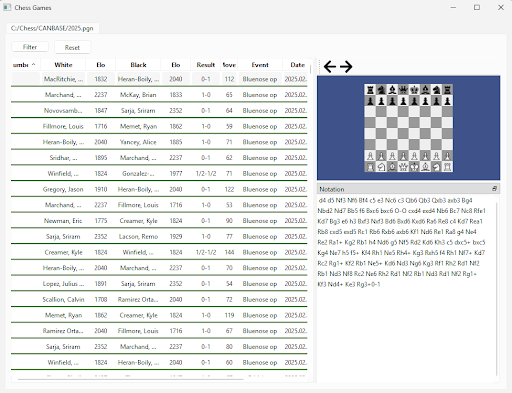 Chess Games
C:/Chess/CANBASE/2025.pgn
Filter Reset
umbe White Elo Black Elo Result Move Event Date
MacRitchie, ... 1832 Heran-Boily, ... 2040 0-1 112 Bluenose op 2025.02.
Marchand, ... 2237 McKay, Brian 1833 1-0 65 Bluenose op 2025.02.
Novovsamb... 1847 Sarja, Sriram 2352 0-1 64 Bluenose op 2025.02.
Fillmore, Louis 1716 Memet, Ryan 1862 1-0 59 Bluenose op 2025.02.
Heran-Boily, ... 2040 Yancey, Alice 1885 1-0 71 Bluenose op 2025.02.
Sridhar, ... 1895 Marchand, ... 2237 0-1 62 Bluenose op 2025.02.
Winfield, ... 1824 Gonzalez-... 1977 1/2-1/2 71 Bluenose op 2025.02.
Gregory, Jason 1910 Heran-Boily, ... 2040 0-1 122 Bluenose op 2025.02.
Marchand, ... 2237 Fillmore, Louis 1716 1-0 53 Bluenose op 2025.02.
Newman, Eric 1775 Creamer, Kyle 1824 0-1 90 Bluenose op 2025.02.
Sarja, Sriram 2352 Lacson, Remo 1929 1-0 77 Bluenose op 2025.02.
Creamer, Kyle 1824 Winfield, ... 1824 1/2-1/2 144 Bluenose op 2025.02.
Heran-Boily, ... 2040 Marchand, ... 2237 0-1 70 Bluenose op 2025.02.
Lopez, Julius ... 1891 Sarja, Sriram 2352 0-1 54 Bluenose op 2025.02.
Scallion, Calvin 1708 Ramirez Orta... 2040 0-1 72 Bluenose op 2025.02.
Memet, Ryan 1862 Creamer, Kyle 1824 1-0 119 Bluenose op 2025.02.
Ramirez Orta... 2040 Fillmore, Louis 1716 1-0 67 Bluenose op 2025.02.
Sarja, Sriram 2352 Marchand, ... 2237 0-1 80 Bluenose op 2025.02.
Winfield, ... 1824 Heran-Boily, ... 2040 0-1 60 Bluenose op 2025.02.
Notation
d4 d5 Nf3 Nf6 Bf4 c5 e3 Nc6 c3 Qb6 Qb3 Qxb3 axb3 Bg4
Nbd2 Nd7 Bb5 f6 Bxc6 bxc6 O-O cxd4 exd4 Nb6 Bc7 Nc8 Rfe1
Kd7 Bg3 e6 h3 Bxf3 Nxf3 Bd6 Bxd6 Kxd6 Ra6 Re8 c4 Kd7 Rea1
Rb8 cxd5 exd5 Rc1 Rb6 Rxb6 axb6 Kf1 Nd6 Re1 Ra8 g4 Ne4
Re2 Ra1+ Kg2 Rb1 h4 Nd6 g5 Nf5 Rd2 Kd6 Kh3 c5 dxc5+ bxc5
Kg4 Ne7 h5 f5+ Kf4 Rh1 Ne5 Rh4+ Kg3 Rxh5 f4 Rh1 Nf7+ Kd7
Rc2 Rg1+ Kf2 Rb1 Ne5+ Kd6 Nd3 Ng6 Kg3 Rf1 Rh2 Rd1 Nf2
Rb1 Nd3 Nf8 Rc2 Ne6 Rh2 Rd1 Nf2 Rb1 Nd3 Rd1 Nf2 Rg1+
Kf3 Nd4+ Ke3 Rg3+0-1